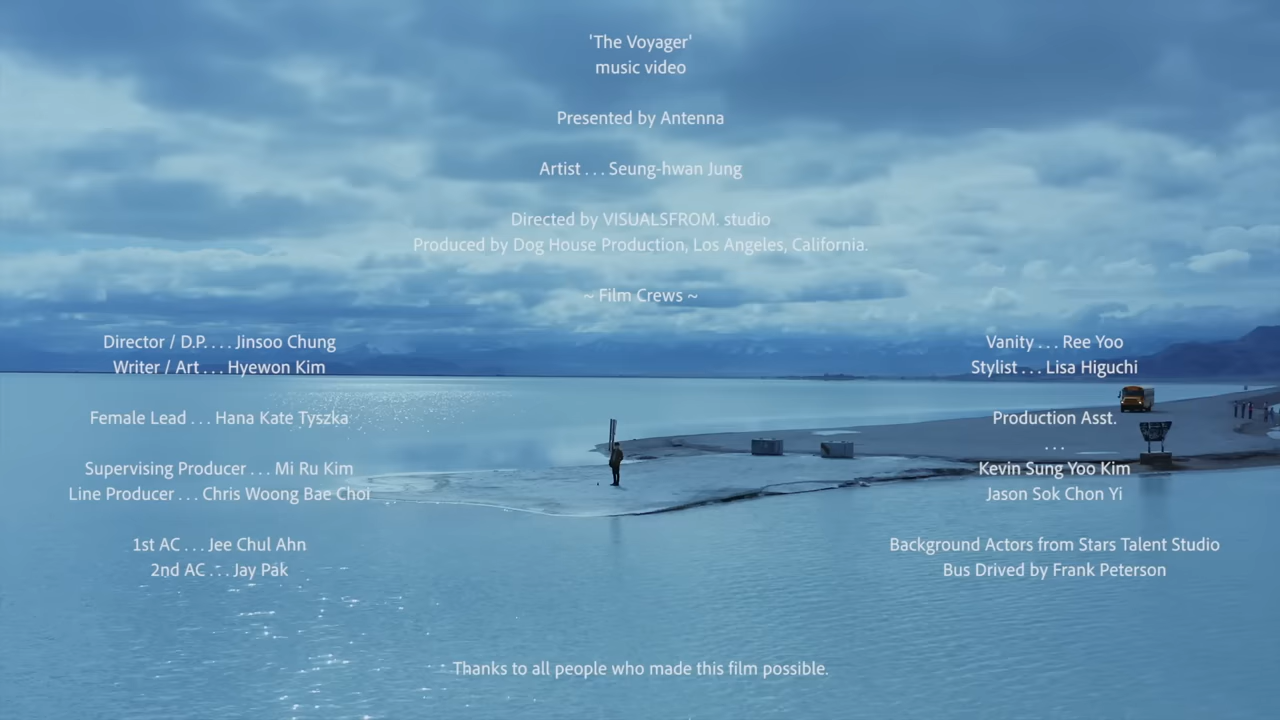 'The Voyager'
music video
Presented by Antenna
Artist . . . Seung-hwan Jung
Directed by VISUALSFROM. studio
Produced by Dog House Production, Los Angeles, California.
~ Film Crews ~
Director / D.P. . . . Jinsoo Chung
Writer / Art . . . Hyewon Kim
Female Lead . . . Hana Kate Tyszka
Supervising Producer . . . Mi Ru Kim
Line Producer . . . Chris Woong Bae Choi
1st AC . . . Jee Chul Ahn
2nd AC . . . Jay Pak
Vanity . . . Ree Yoo
Stylist . . . Lisa Higuchi
Production Asst.
. . .
Kevin Sung Yoo Kim
Jason Sok Chon Yi
Background Actors from Stars Talent Studio
Bus Drived by Frank Peterson
Thanks to all people who made this film possible.